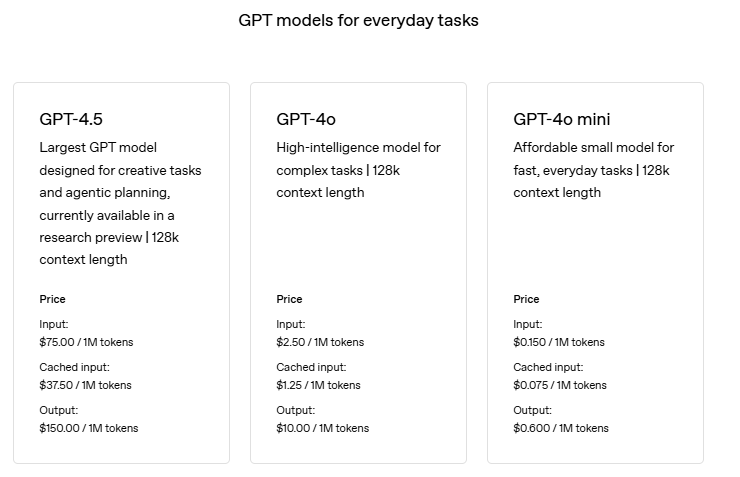 GPT models for everyday tasks
GPT-4.5
Largest GPT model
designed for creative tasks
and agentic planning,
currently available in a
research preview | 128k
context length
Price
Input:
$75.00 / 1M tokens
Cached input:
$37.50 / 1M tokens
Output:
$150.00 / 1M tokens
GPT-4o
High-intelligence model for
complex tasks | 128k
context length
Price
Input:
$2.50 / 1M tokens
Cached input:
$1.25 / 1M tokens
Output:
$10.00 / 1M tokens
GPT-4o mini
Affordable small model for
fast, everyday tasks | 128k
context length
Price
Input:
$0.150 / 1M tokens
Cached input:
$0.075 / 1M tokens
Output:
$0.600 / 1M tokens